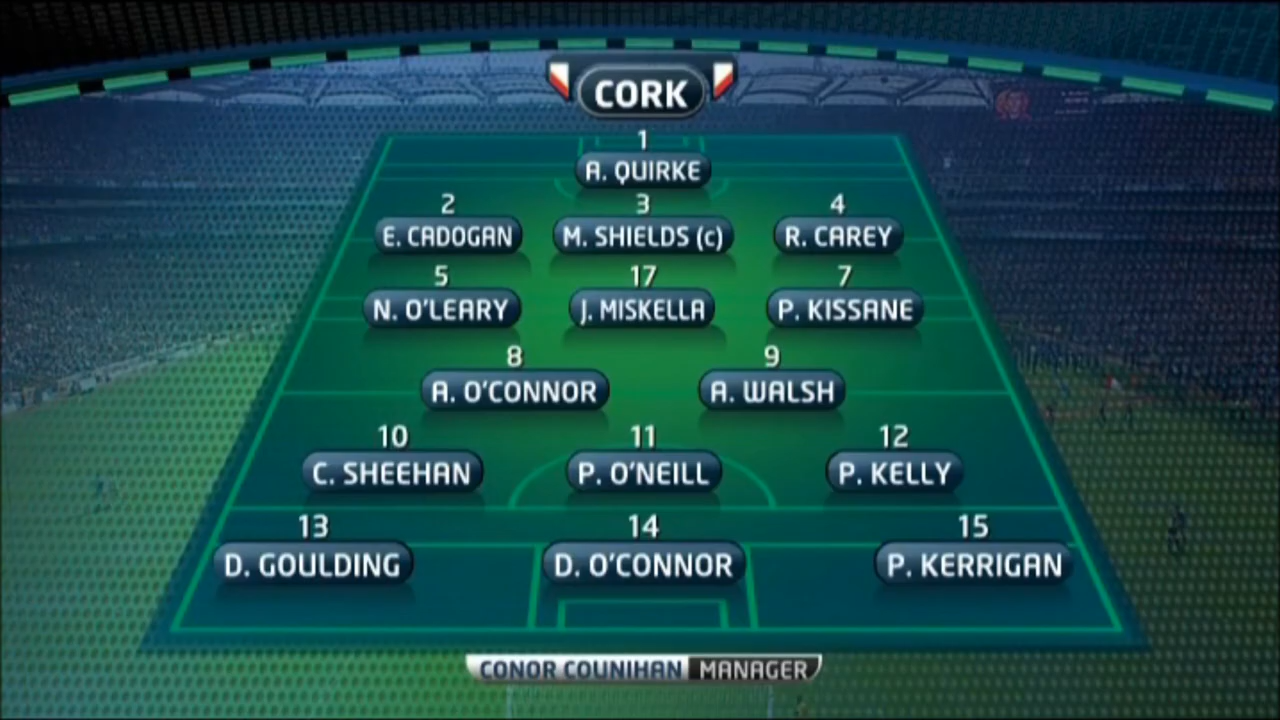 CORK
1
A. QUIRKE
2 3 4
E. CADOGAN M. SHIELDS (c) R. CAREY
5 17 7
N. O'LEARY J. MISKELLA P. KISSANE
8 9
A. O'CONNOR A. WALSH
10 11 12
C. SHEEHAN P. O'NEILL P. KELLY
13 14 15
D. GOULDING D. O'CONNOR P. KERRIGAN
CONOR COUNIHAN MANAGER